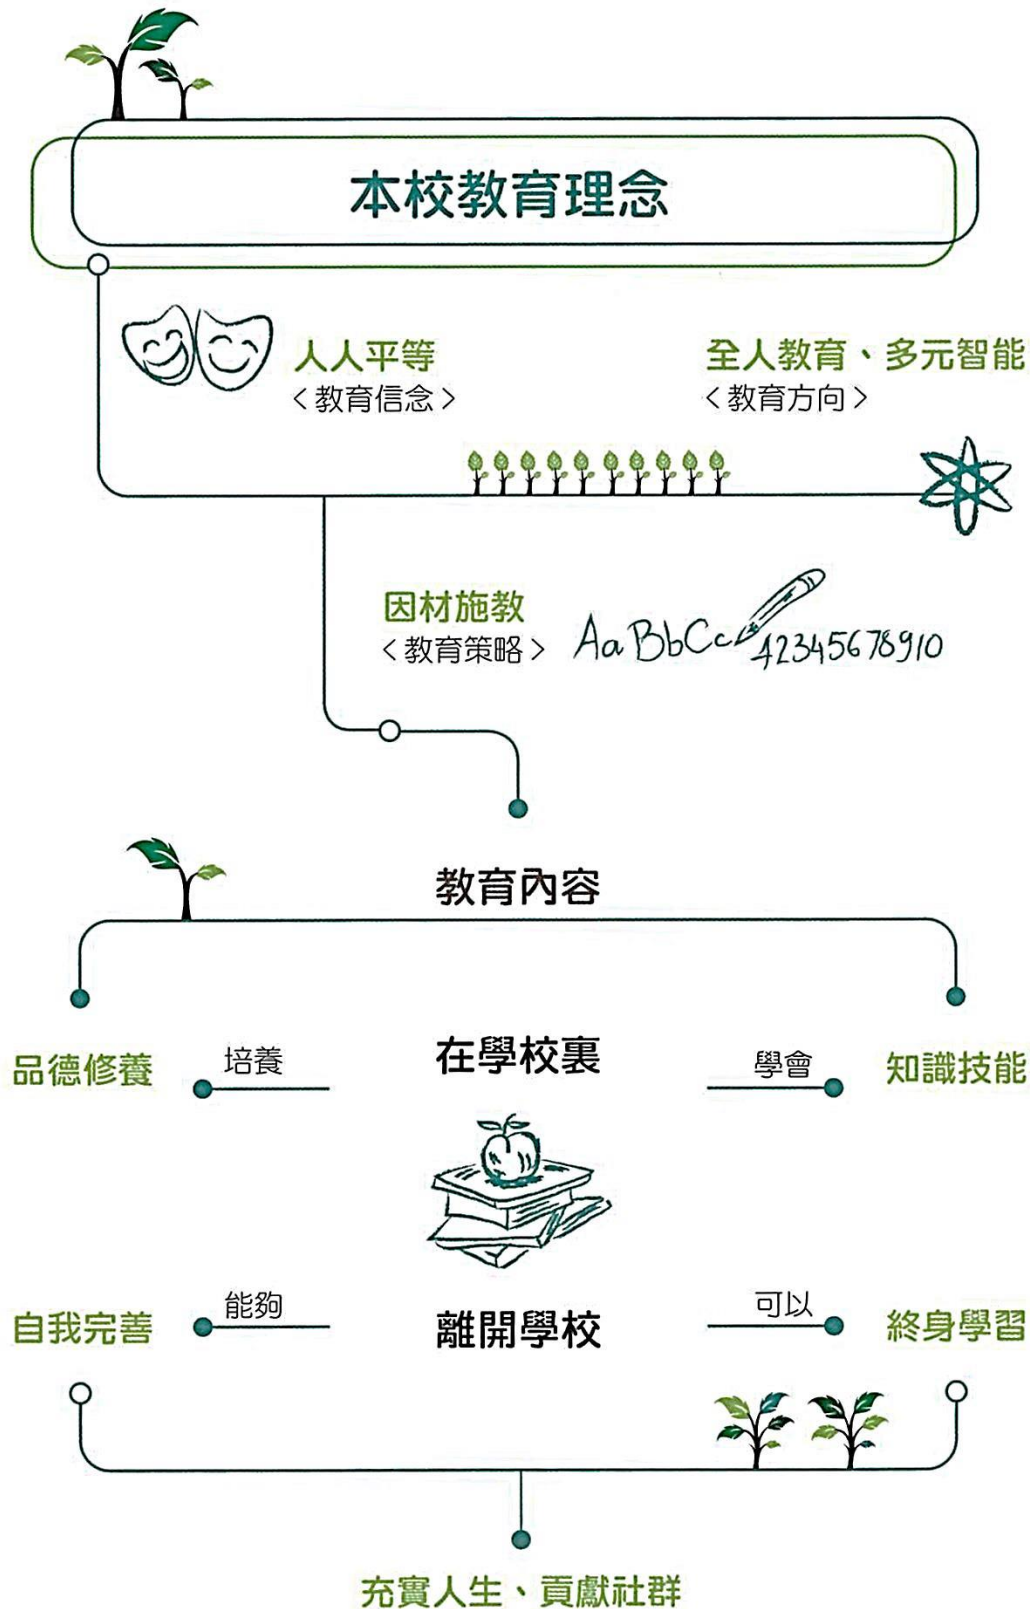 本校教育理念
人人平等
<教育信念>
全人教育、多元智能
<教育方向>
因材施教
<教育策略>
AaBbCc 12345678910
教育內容
品德修養
培養
在學校裏
學會
知識技能
自我完善
能夠
離開學校
可以
終身學習
充實人生、貢獻社群